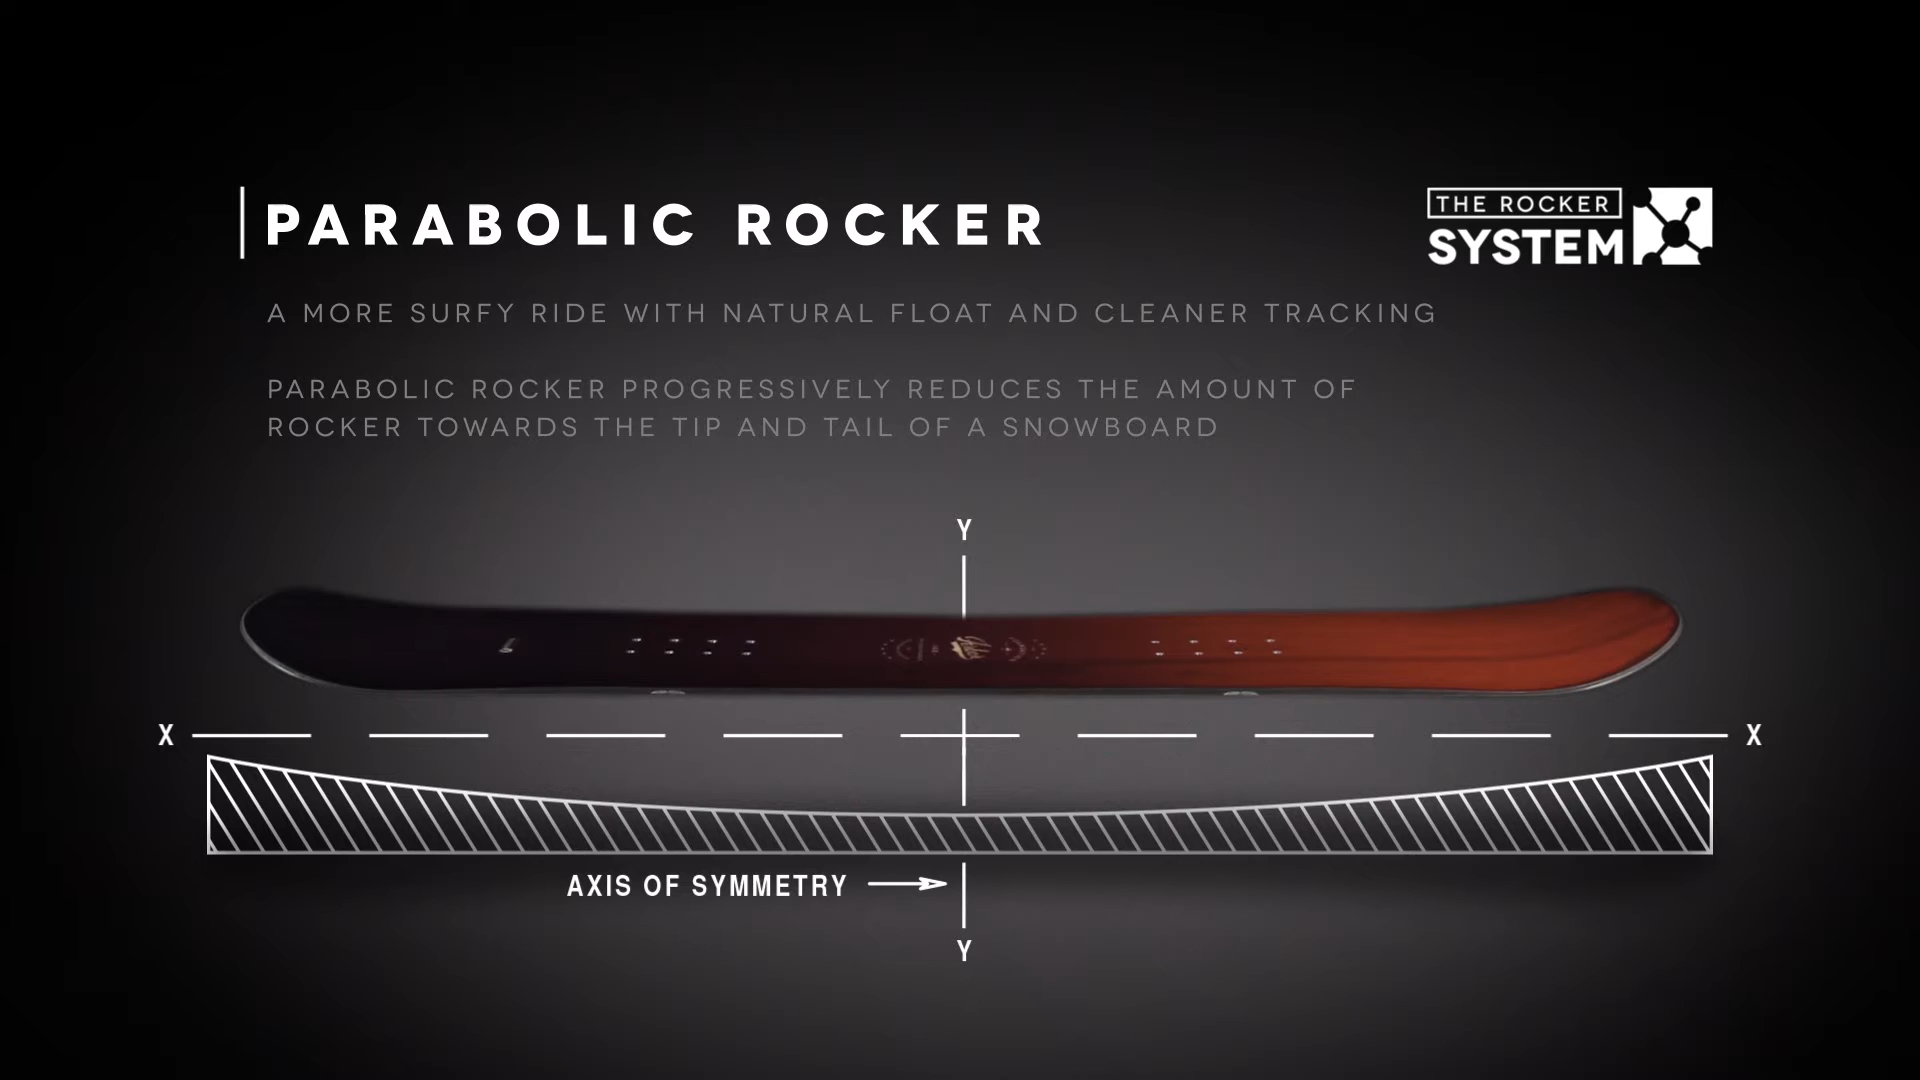 PARABOLIC ROCKER
THE ROCKER
SYSTEM
A MORE SURFY RIDE WITH NATURAL FLOAT AND CLEANER TRACKING
PARABOLIC ROCKER PROGRESSIVELY REDUCES THE AMOUNT OF
ROCKER TOWARDS THE TIP AND TAIL OF A SNOWBOARD
Y
X X
AXIS OF SYMMETRY
Y